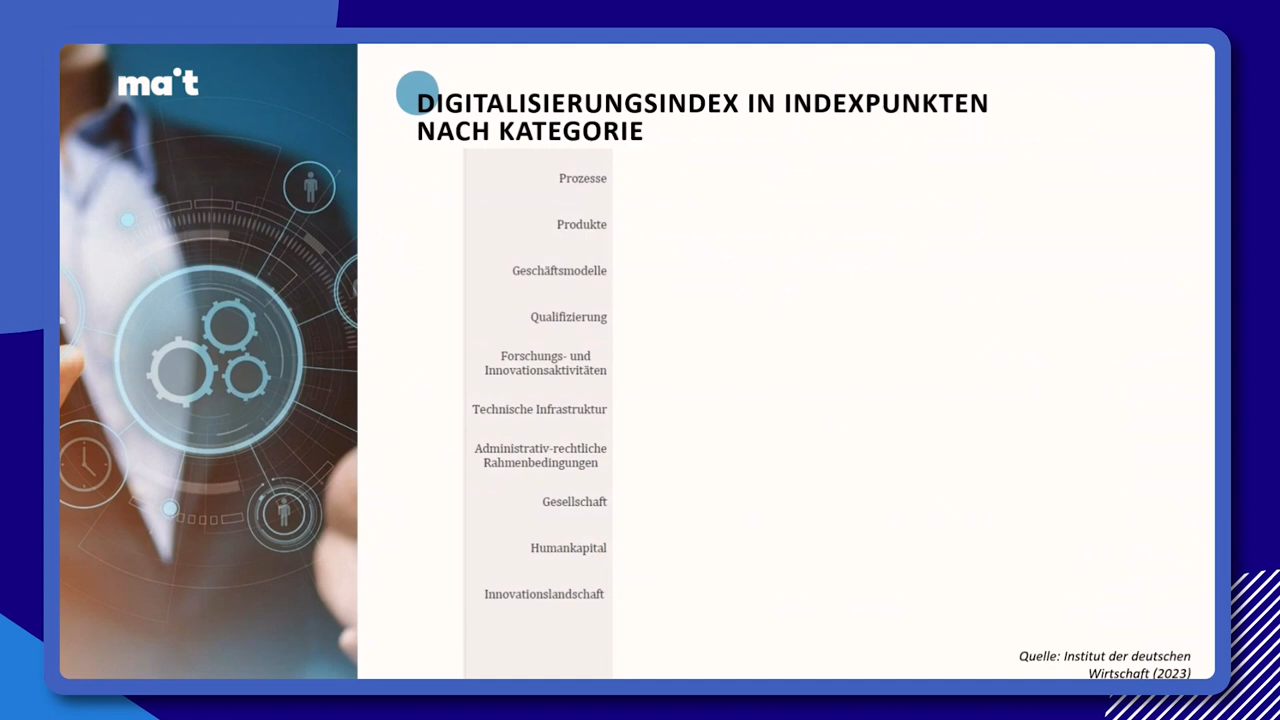 ma't
DIGITALISIERUNGSINDEX IN INDEXPUNKTEN
NACH KATEGORIE
Prozesse
Produkte
Geschäftsmodelle
Qualifizierung
Forschungs- und
Innovationsaktivitäten
Technische Infrastruktur
Administrativ-rechtliche
Rahmenbedingungen
Gesellschaft
Humankapital
Innovationslandschaft
Quelle: Institut der deutschen
Wirtschaft (2023)